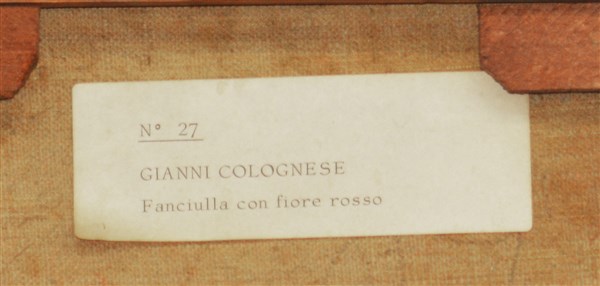 N° 27
GIANNI COLOGNESE
Fanciulla con fiore rosso